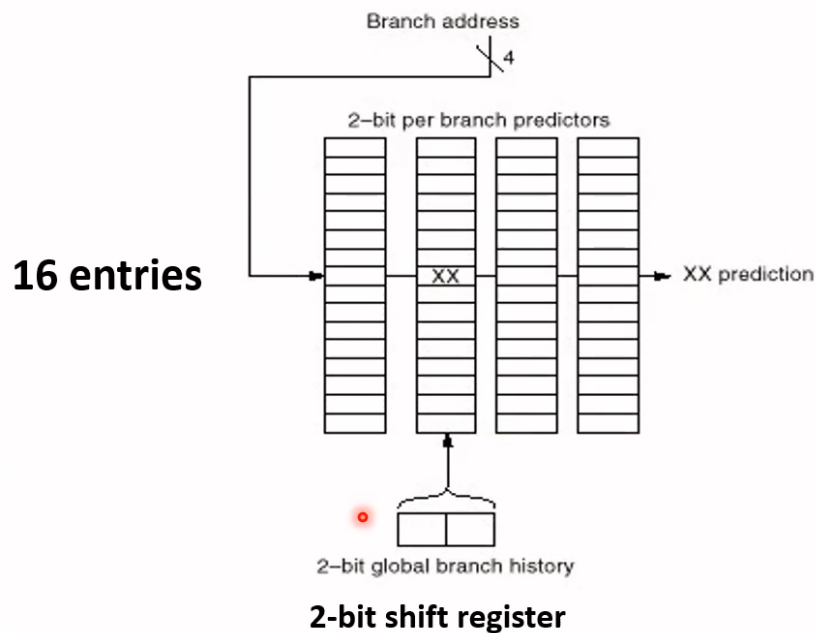 Branch address
4
2-bit per branch predictors
16 entries
XX
XX prediction
2-bit global branch history
2-bit shift register